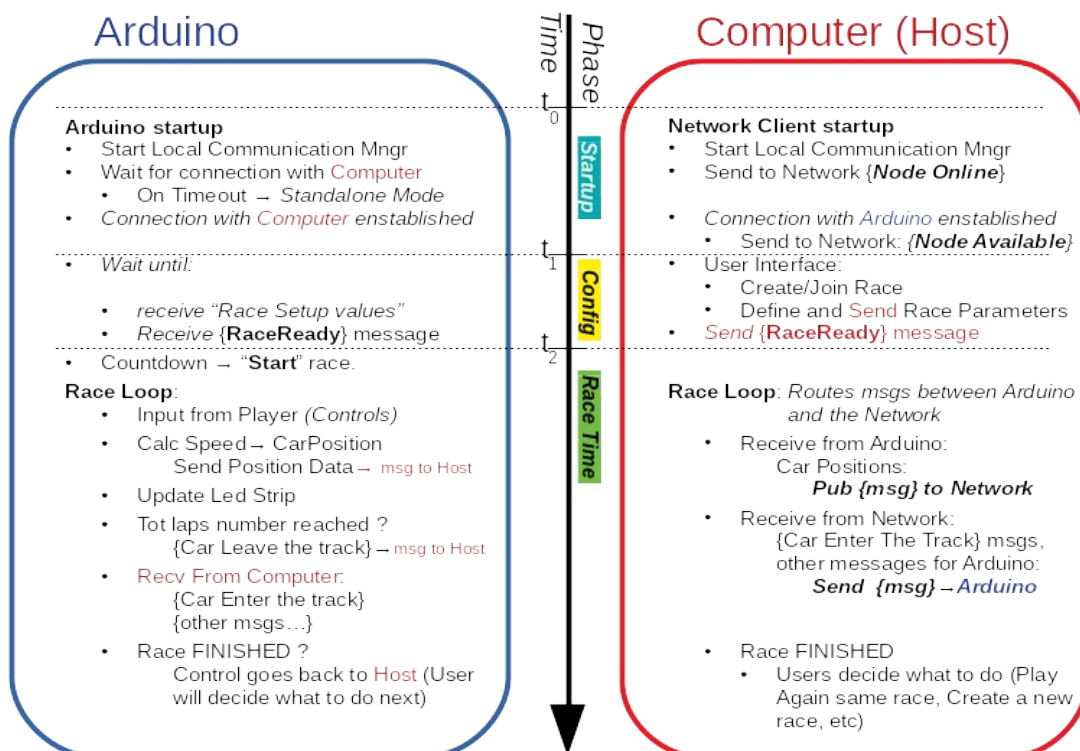 Arduino
Time
Phase
Computer (Host)
t0
Startup
t1
Config
t2
Race Time
Arduino startup
• Start Local Communication Mngr
• Wait for connection with Computer
• On Timeout → Standalone Mode
• Connection with Computer enstablished
• Wait until:
• receive “Race Setup values”
• Receive {RaceReady} message
• Countdown → “Start” race.
Race Loop:
• Input from Player (Controls)
• Calc Speed→ CarPosition
Send Position Data→ msg to Host
• Update Led Strip
• Tot laps number reached ?
{Car Leave the track}→msg to Host
• Recv From Computer:
{Car Enter the track}
{other msgs...}
• Race FINISHED ?
Control goes back to Host (User
will decide what to do next)
Network Client startup
• Start Local Communication Mngr
• Send to Network {Node Online}
• Connection with Arduino enstablished
• Send to Network: {Node Available}
• User Interface:
• Create/Join Race
• Define and Send Race Parameters
• Send {RaceReady} message
Race Loop: Routes msgs between Arduino
and the Network
• Receive from Arduino:
Car Positions:
Pub {msg} to Network
• Receive from Network:
{Car Enter The Track} msgs,
other messages for Arduino:
Send {msg}→Arduino
• Race FINISHED
• Users decide what to do (Play
Again same race, Create a new
race, etc)